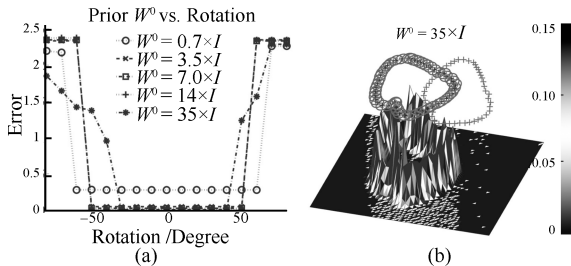 Prior W⁰ vs. Rotation
2.5
2
1.5
1
0.5
0
Error
W⁰ = 0.7×I
W⁰ = 3.5×I
W⁰ = 7.0×I
W⁰ = 14×I
W⁰ = 35×I
−50
0
50
Rotation /Degree
(a)
W⁰ = 35×I
0.15
0.10
0.05
0
(b)